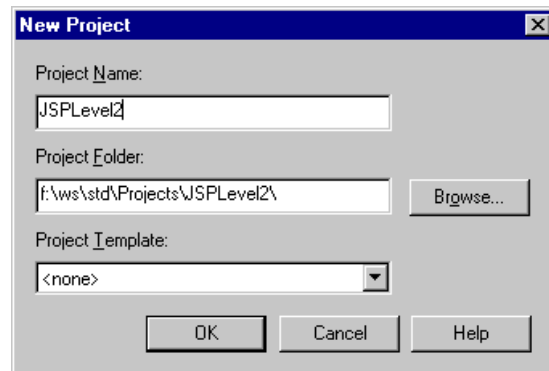 New Project
Project Name:
JSPLevel2
Project Folder:
f:\ws\std\Projects\JSPLevel2\
Browse...
Project Template:
<none>
OK Cancel Help